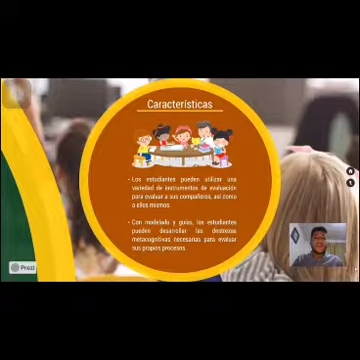 Características
- Los estudiantes pueden utilizar una
variedad de instrumentos de evaluación
para evaluar a sus compañeros, así como
a ellos mismos.
- Con modelado y guías, los estudiantes
pueden desarrollar las destrezas
metacognitivas necesarias para evaluar
sus propios procesos.
Prezi